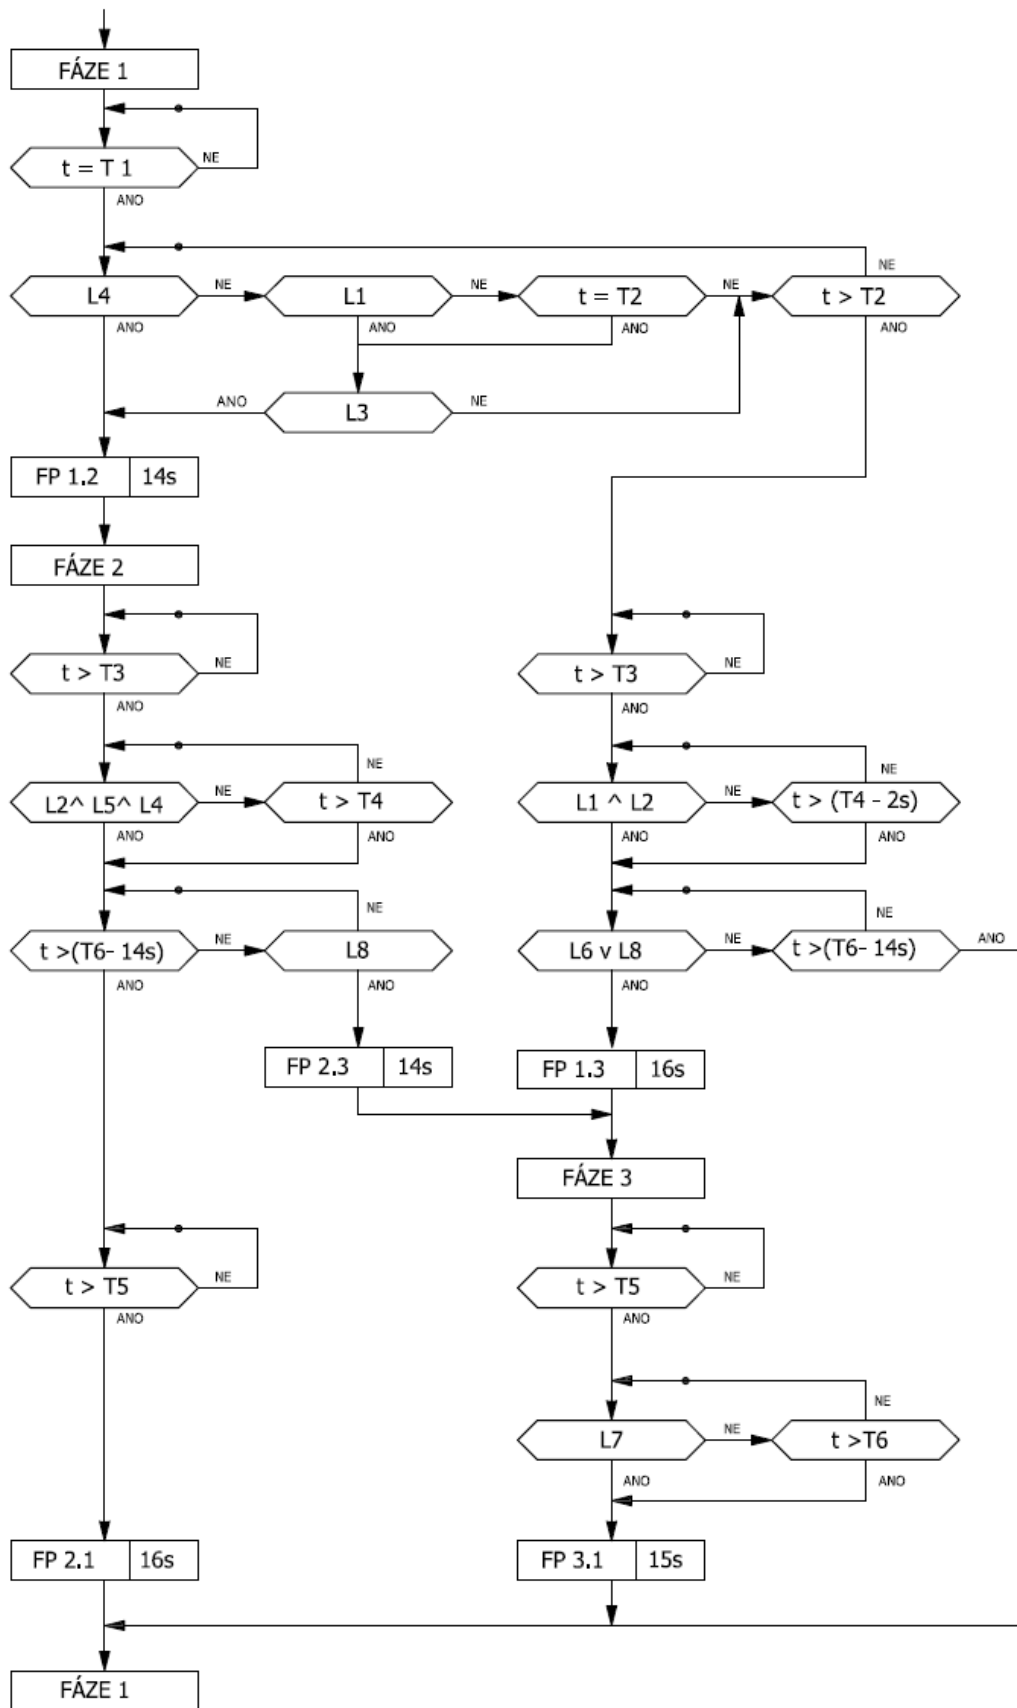 FÁZE 1
t = T 1
NE
ANO
NE
L4
NE
L1
NE
t = T2
NE
t > T2
ANO
ANO
ANO
ANO
ANO
L3
NE
FP 1.2
14s
FÁZE 2
t > T3
NE
t > T3
NE
ANO
ANO
NE
NE
L2^ L5^ L4
NE
t > T4
L1 ^ L2
NE
t > (T4 - 2s)
ANO
ANO
ANO
ANO
NE
NE
t >(T6- 14s)
NE
L8
L6 v L8
NE
t >(T6- 14s)
ANO
ANO
ANO
ANO
FP 2.3
14s
FP 1.3
16s
FÁZE 3
t > T5
NE
t > T5
NE
ANO
ANO
NE
L7
NE
t >T6
ANO
ANO
FP 2.1
16s
FP 3.1
15s
FÁZE 1